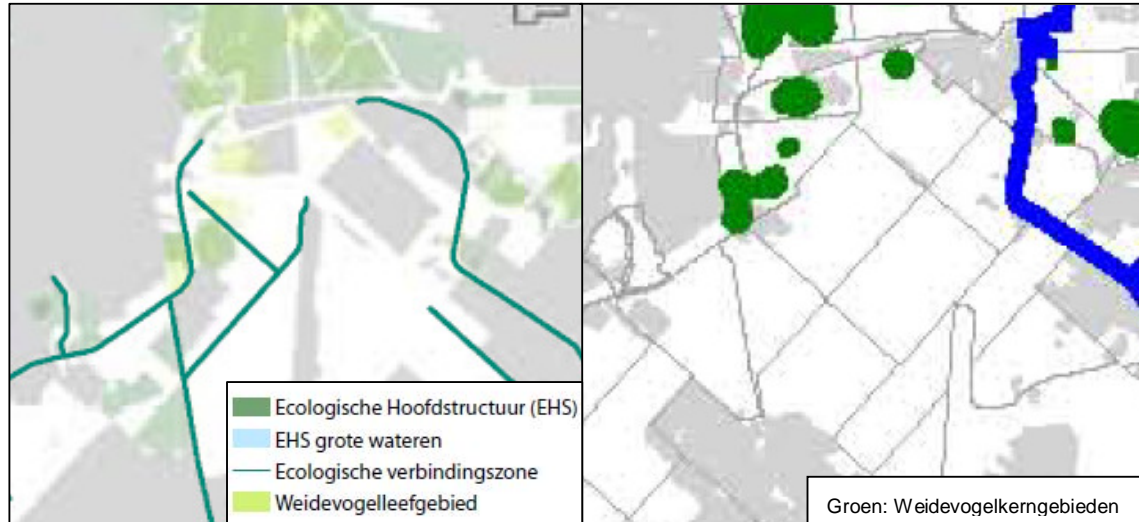 Ecologische Hoofdstructuur (EHS)
EHS grote wateren
Ecologische verbindingszone
Weidevogelleefgebied
Groen: Weidevogelkerngebieden